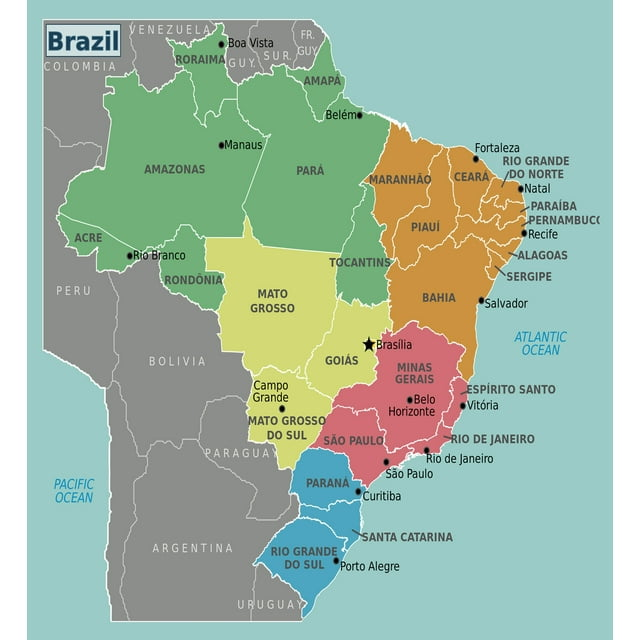 Brazil
VENEZUELA
COLOMBIA
Boa Vista
RORAIMA
GUY.
SUR.
FR.
GUY
AMAPÁ
Belém
Manaus
AMAZONAS
PARÁ
MARANHÃO
Fortaleza
CEARÁ
RIO GRANDE
DO NORTE
Natal
PARAÍBA
PERNAMBUCO
Recife
PIAUÍ
ALAGOAS
SERGIPE
ACRE
Rio Branco
RONDÔNIA
TOCANTINS
BAHIA
Salvador
PERU
MATO
GROSSO
ATLANTIC
OCEAN
BOLIVIA
GOIÁS
Brasília
MINAS
GERAIS
Campo
Grande
Belo
Horizonte
ESPÍRITO SANTO
Vitória
MATO GROSSO
DO SUL
SÃO PAULO
RIO DE JANEIRO
Rio de Janeiro
PARAGUAY
São Paulo
PACIFIC
OCEAN
PARANÁ
Curitiba
SANTA CATARINA
ARGENTINA
RIO GRANDE
DO SUL
Porto Alegre
URUGUAY